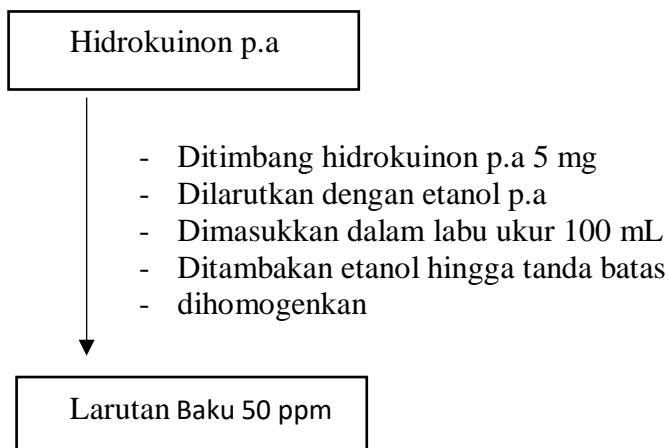 Hidrokuinon p.a
- Ditimbang hidrokuinon p.a 5 mg
- Dilarutkan dengan etanol p.a
- Dimasukkan dalam labu ukur 100 mL
- Ditambakan etanol hingga tanda batas
- dihomogenkan
Larutan Baku 50 ppm